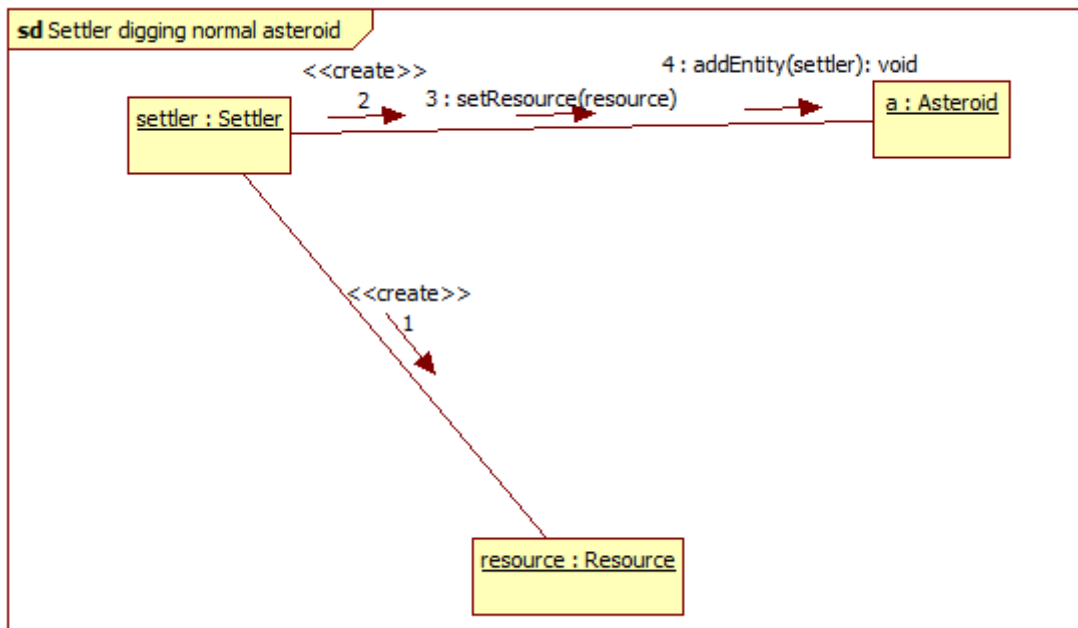 sd Settler digging normal asteroid
4 : addEntity(settler): void
<<create>>
2
3 : setResource(resource)
settler : Settler
a : Asteroid
<<create>>
1
resource : Resource